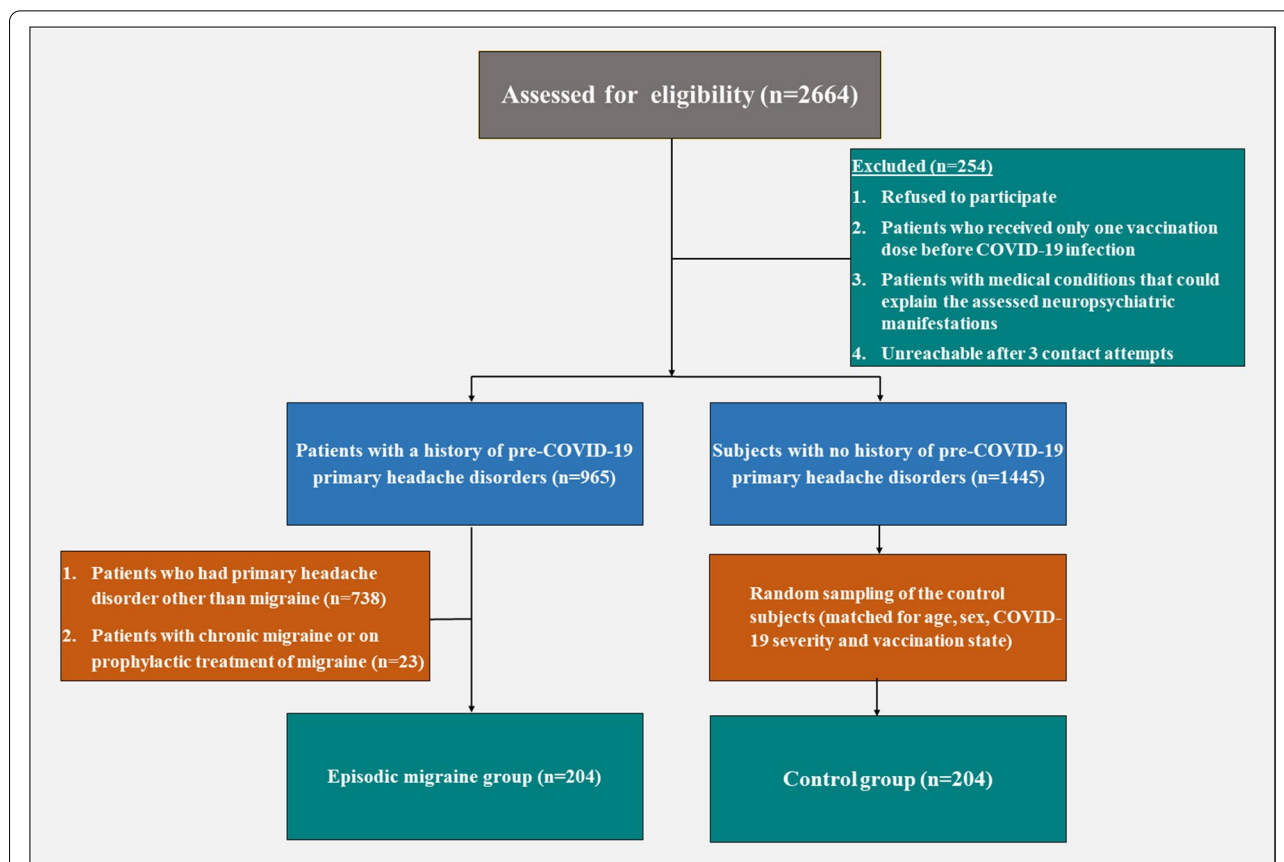 Assessed for eligibility (n=2664)
Excluded (n=254)
1. Refused to participate
2. Patients who received only one vaccination
dose before COVID-19 infection
3. Patients with medical conditions that could
explain the assessed neuropsychiatric
manifestations
4. Unreachable after 3 contact attempts
Patients with a history of pre-COVID-19
primary headache disorders (n=965)
Subjects with no history of pre-COVID-19
primary headache disorders (n=1445)
1. Patients who had primary headache
disorder other than migraine (n=738)
2. Patients with chronic migraine or on
prophylactic treatment of migraine (n=23)
Random sampling of the control
subjects (matched for age, sex, COVID-
19 severity and vaccination state)
Episodic migraine group (n=204)
Control group (n=204)